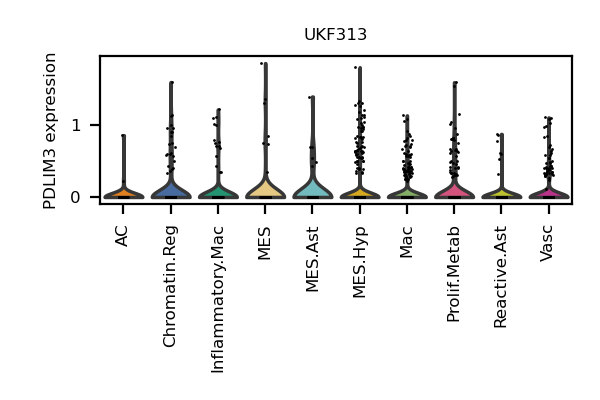 UKF313
PDLIM3 expression
1
0
AC
Chromatin.Reg
Inflammatory.Mac
MES
MES.Ast
MES.Hyp
Mac
Prolif.Metab
Reactive.Ast
Vasc